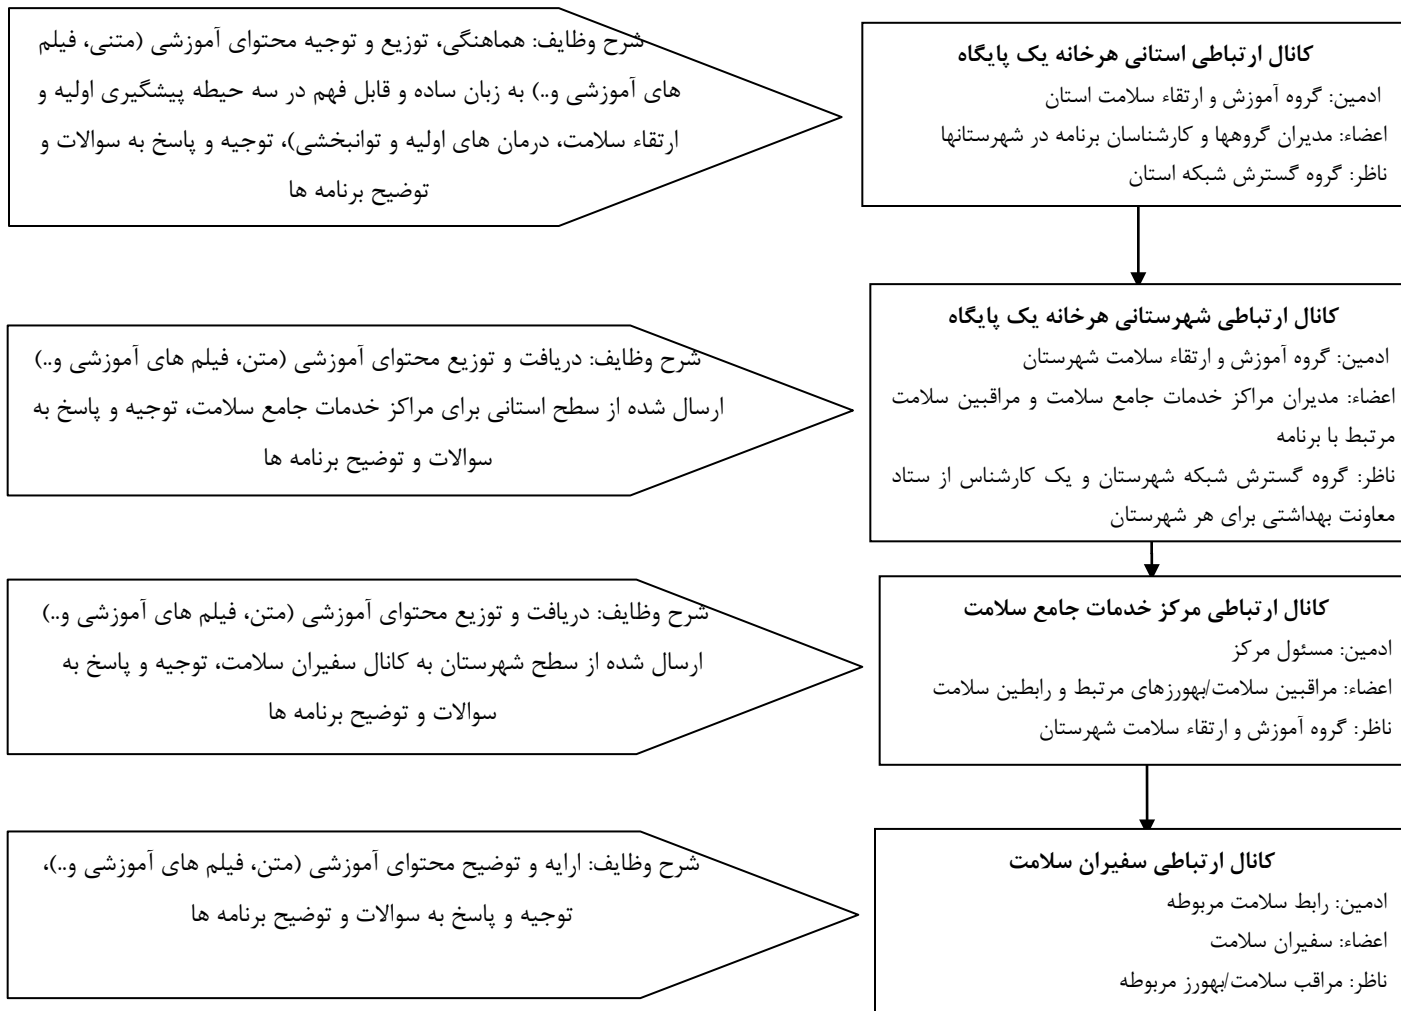 کانال ارتباطی استانی هرخانه یک پایگاه
ادمین: گروه آموزش و ارتقاء سلامت استان
اعضاء: مدیران گروهها و کارشناسان برنامه در شهرستانها
ناظر: گروه گسترش شبکه استان
شرح وظایف: هماهنگی، توزیع و توجیه محتوای آموزشی (متنی، فیلم
های آموزشی و..) به زبان ساده و قابل فهم در سه حیطه پیشگیری اولیه و
ارتقاء سلامت، درمان های اولیه و توانبخشی)، توجیه و پاسخ به سوالات و
توضیح برنامه ها
کانال ارتباطی شهرستانی هرخانه یک پایگاه
ادمین: گروه آموزش و ارتقاء سلامت شهرستان
اعضاء: مدیران مراکز خدمات جامع سلامت و مراقبین سلامت
مرتبط با برنامه
ناظر: گروه گسترش شبکه شهرستان و یک کارشناس از ستاد
معاونت بهداشتی برای هر شهرستان
شرح وظایف: دریافت و توزیع محتوای آموزشی (متن، فیلم های آموزشی و..)
ارسال شده از سطح استانی برای مراکز خدمات جامع سلامت، توجیه و پاسخ به
سوالات و توضیح برنامه ها
کانال ارتباطی مرکز خدمات جامع سلامت
ادمین: مسئول مرکز
اعضاء: مراقبین سلامت/بهورزهای مرتبط و رابطین سلامت
ناظر: گروه آموزش و ارتقاء سلامت شهرستان
شرح وظایف: دریافت و توزیع محتوای آموزشی (متن، فیلم های آموزشی و..)
ارسال شده از سطح شهرستان به کانال سفیران سلامت، توجیه و پاسخ به
سوالات و توضیح برنامه ها
کانال ارتباطی سفیران سلامت
ادمین: رابط سلامت مربوطه
اعضاء: سفیران سلامت
ناظر: مراقب سلامت/بهورز مربوطه
شرح وظایف: ارایه و توضیح محتوای آموزشی (متن، فیلم های آموزشی و..)،
توجیه و پاسخ به سوالات و توضیح برنامه ها